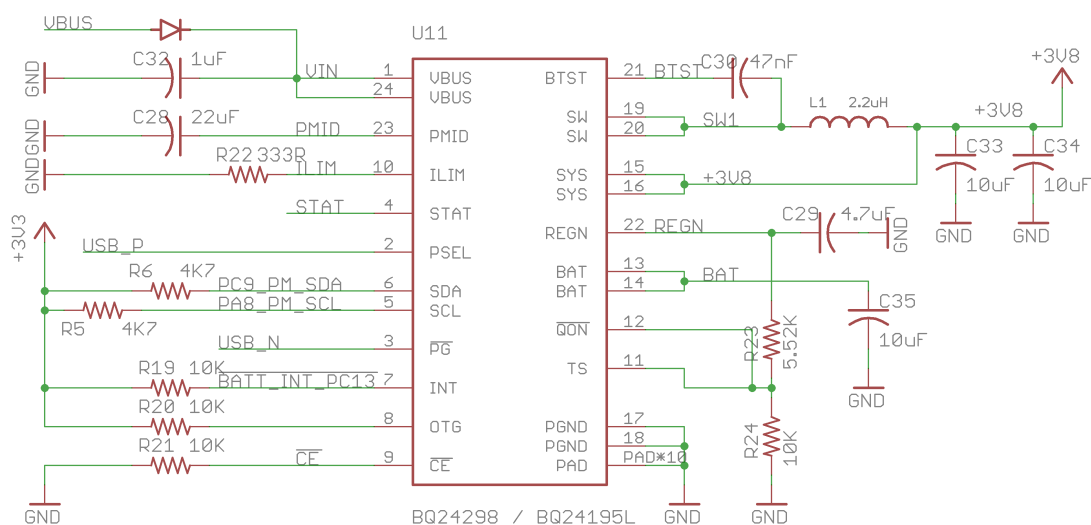 VBUS
U11
C32 1uF
GND
VIN
1 VBUS
24 VBUS
C28 22uF
GND
PMID
23 PMID
R22 333R
GND
ILIM
10 ILIM
STAT
4 STAT
+3V3
USB_P
2 PSEL
R6 4K7
PC9_PM_SDA
6 SDA
PA8_PM_SCL
5 SCL
R5 4K7
USB_N
3 PG
R19 10K
BATT_INT_PC13
7 INT
R20 10K
8 OTG
R21 10K
CE
9 CE
GND
BQ24298 / BQ24195L
BTST 21
BTST
C30 47nF
SW 19
SW 20
SW1
L1 2.2uH
+3V8
+3V8
C33
10uF
GND
C34
10uF
GND
SYS 15
SYS 16
+3V8
REGN 22
REGN
C29 4.7uF
GND
BAT 13
BAT 14
BAT
C35
10uF
GND
QON 12
R23
5.52K
TS 11
R24
10K
PGND 17
PGND 18
PAD PAD*10
GND
GND